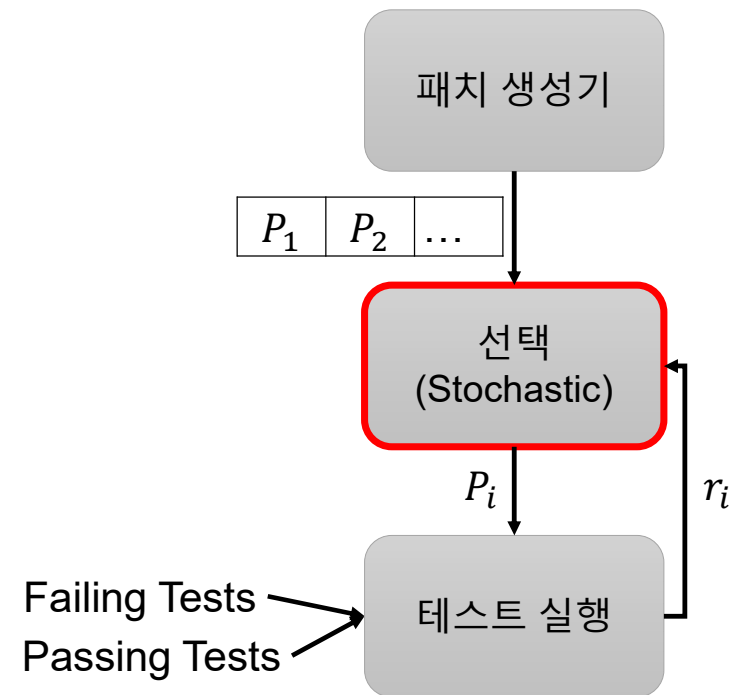 패치 생성기
P₁ P₂ ...
선택
(Stochastic)
Pᵢ
rᵢ
Failing Tests
Passing Tests
테스트 실행